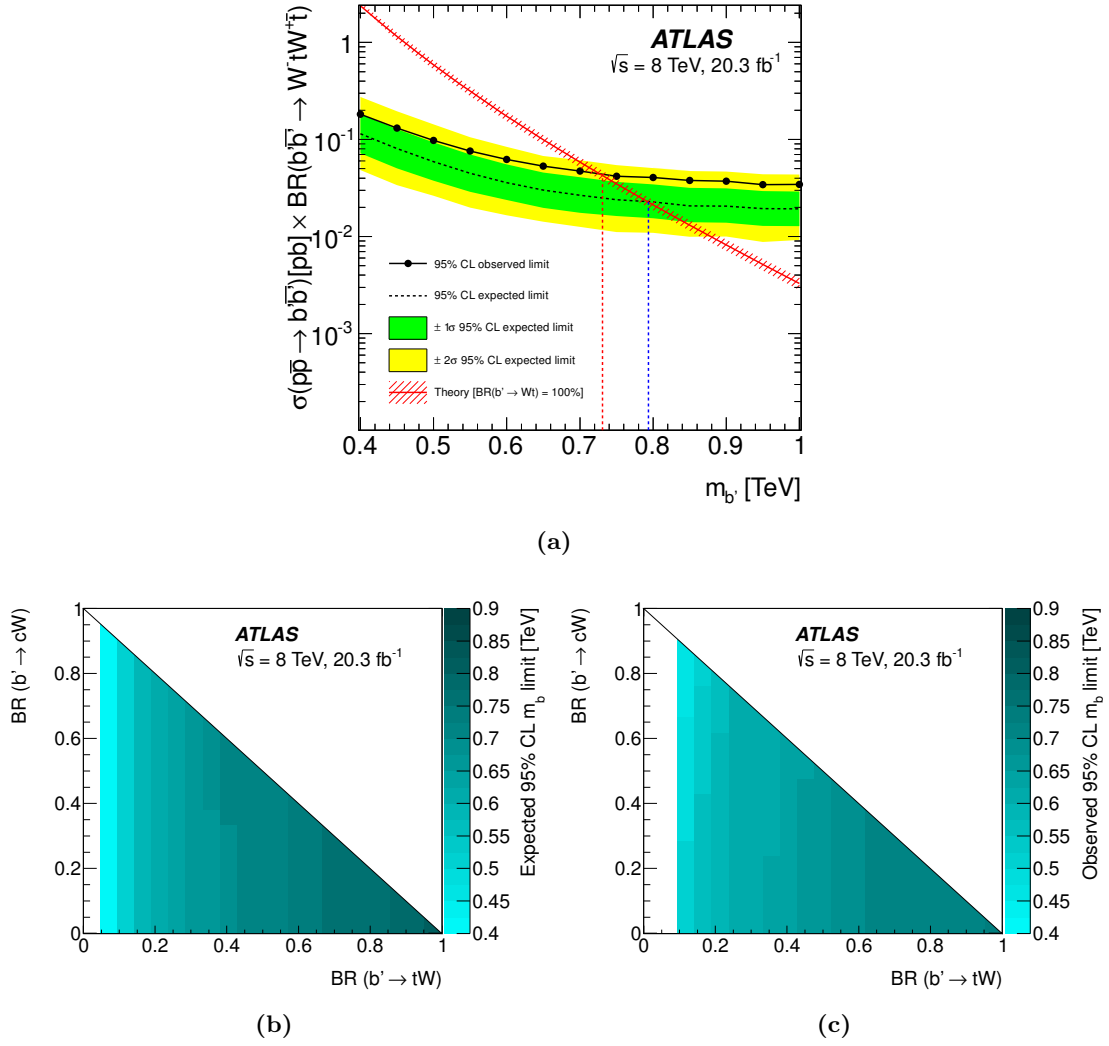 ATLAS
√s = 8 TeV, 20.3 fb⁻¹
σ(pp̅ → b'b̅')[pb] × BR(b'b̅' → W⁻tW⁺t̅)
1
10⁻¹
10⁻²
10⁻³
95% CL observed limit
95% CL expected limit
± 1σ 95% CL expected limit
± 2σ 95% CL expected limit
Theory [BR(b' → Wt) = 100%]
0.4 0.5 0.6 0.7 0.8 0.9 1
m_b' [TeV]
(a)
BR (b' → cW)
1
0.8
0.6
0.4
0.2
0
ATLAS
√s = 8 TeV, 20.3 fb⁻¹
0 0.2 0.4 0.6 0.8 1
BR (b' → tW)
0.9
0.85
0.8
0.75
0.7
0.65
0.6
0.55
0.5
0.45
0.4
Expected 95% CL m_b limit [TeV]
(b)
BR (b' → cW)
1
0.8
0.6
0.4
0.2
0
ATLAS
√s = 8 TeV, 20.3 fb⁻¹
0 0.2 0.4 0.6 0.8 1
BR (b' → tW)
0.9
0.85
0.8
0.75
0.7
0.65
0.6
0.55
0.5
0.45
0.4
Observed 95% CL m_b limit [TeV]
(c)